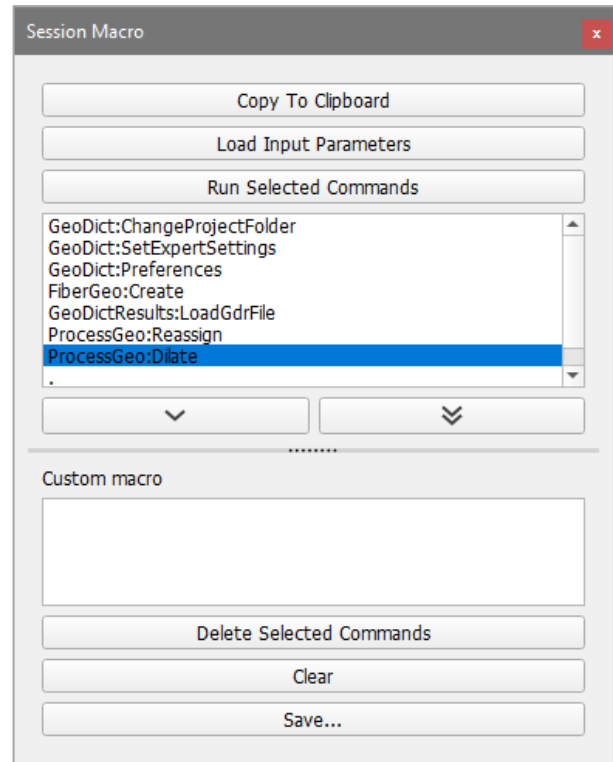 Session Macro
x
Copy To Clipboard
Load Input Parameters
Run Selected Commands
GeoDict:ChangeProjectFolder
GeoDict:SetExpertSettings
GeoDict:Preferences
FiberGeo:Create
GeoDictResults:LoadGdrFile
ProcessGeo:Reassign
ProcessGeo:Dilate
.
Custom macro
Delete Selected Commands
Clear
Save...